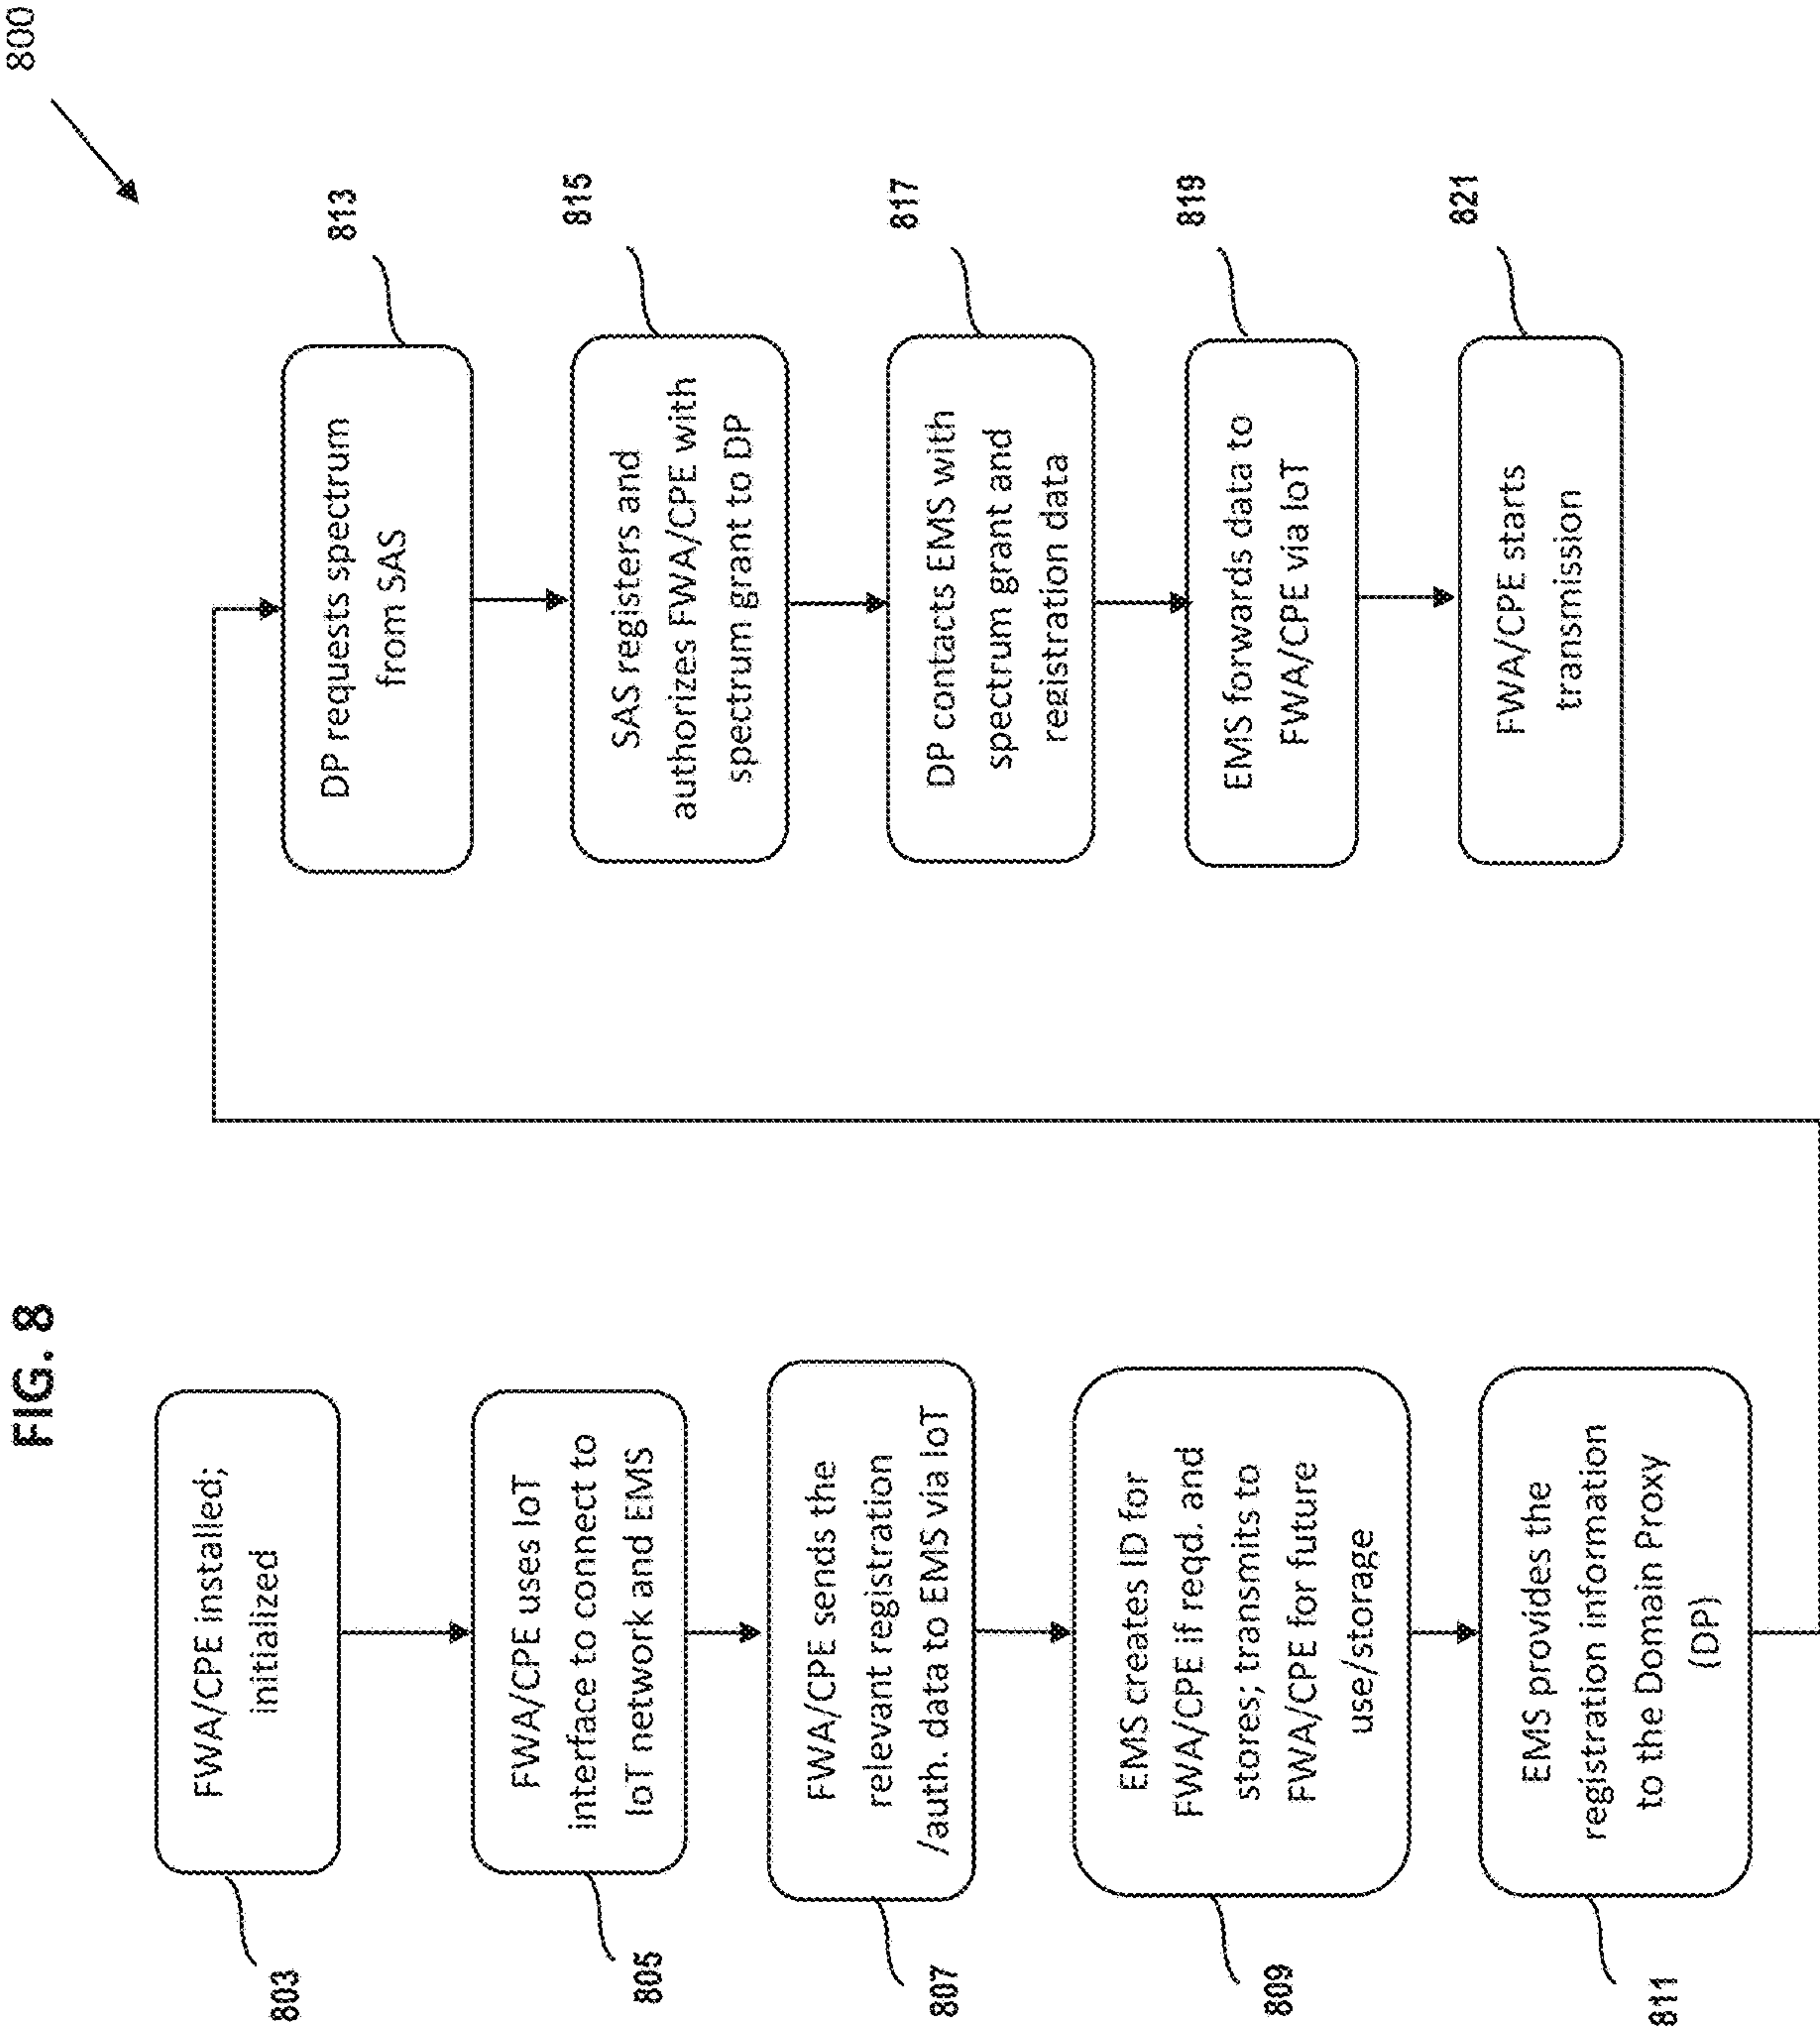 FIG. 8
800
803
FWA/CPE installed;
initialized
805
FWA/CPE uses IoT
interface to connect to
IoT network and EMS
807
FWA/CPE sends the
relevant registration
/auth. data to EMS via IoT
809
EMS creates ID for
FWA/CPE if reqd. and
stores; transmits to
FWA/CPE for future
use/storage
811
EMS provides the
registration information
to the Domain Proxy
(DP)
813
DP requests spectrum
from SAS
815
SAS registers and
authorizes FWA/CPE with
spectrum grant to DP
817
DP contacts EMS with
spectrum grant and
registration data
819
EMS forwards data to
FWA/CPE via IoT
821
FWA/CPE starts
transmission